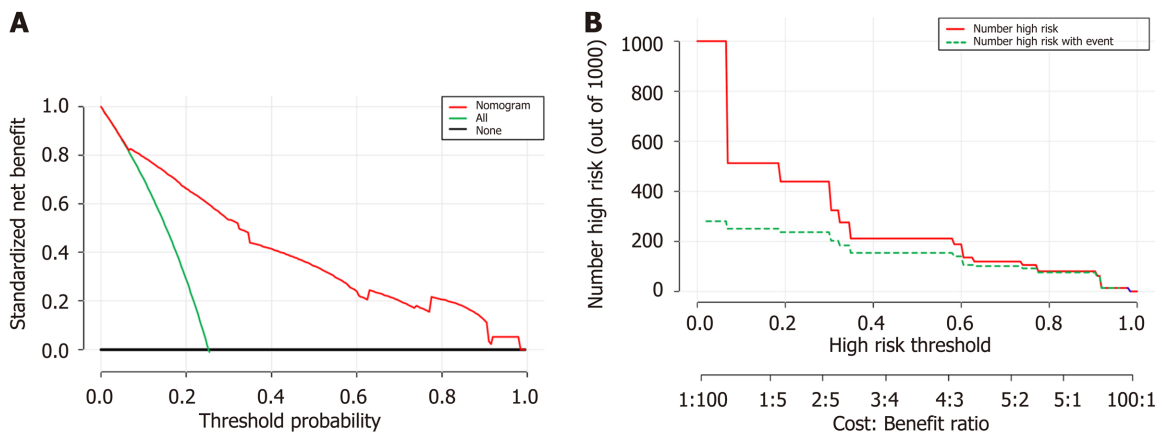 A
Standardized net benefit
1.0
0.8
0.6
0.4
0.2
0.0
Nomogram
All
None
0.0 0.2 0.4 0.6 0.8 1.0
Threshold probability
B
Number high risk (out of 1000)
1000
800
600
400
200
0
Number high risk
Number high risk with event
0.0 0.2 0.4 0.6 0.8 1.0
High risk threshold
1:100 1:5 2:5 3:4 4:3 5:2 5:1 100:1
Cost: Benefit ratio